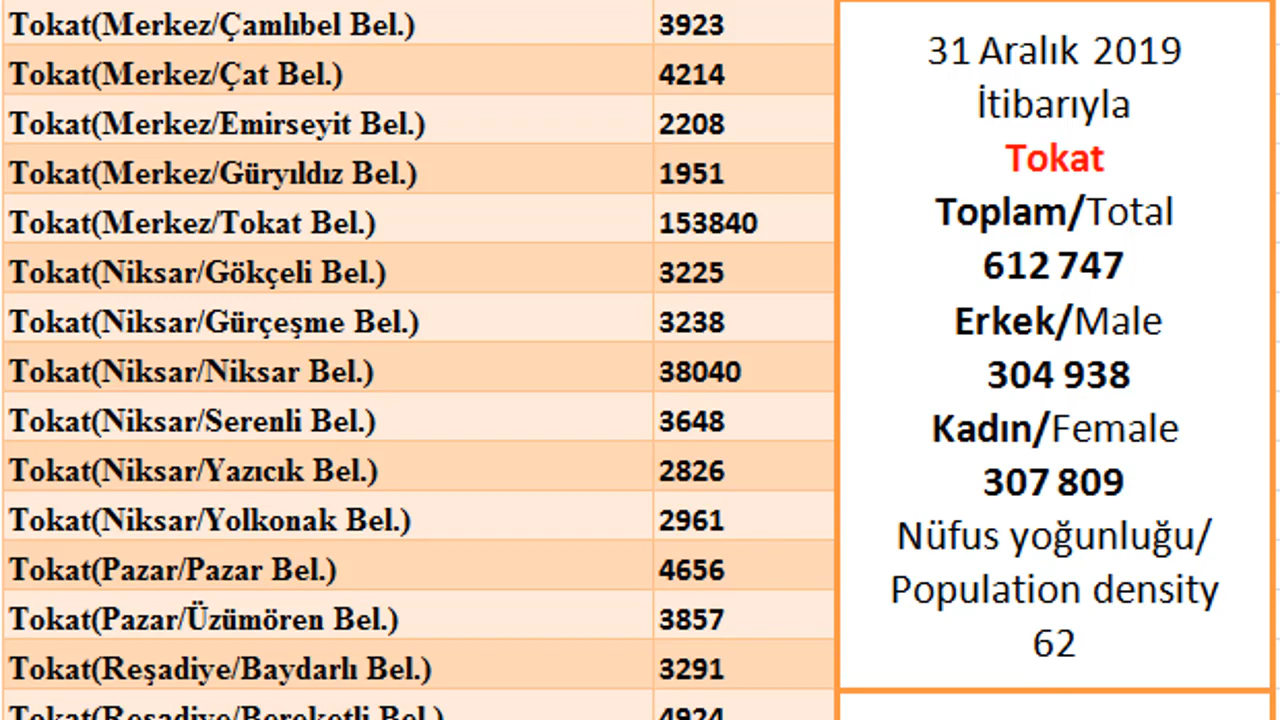 Tokat(Merkez/Çamlıbel Bel.) 3923
Tokat(Merkez/Çat Bel.) 4214
Tokat(Merkez/Emirseyit Bel.) 2208
Tokat(Merkez/Güryıldız Bel.) 1951
Tokat(Merkez/Tokat Bel.) 153840
Tokat(Niksar/Gökçeli Bel.) 3225
Tokat(Niksar/Gürçeşme Bel.) 3238
Tokat(Niksar/Niksar Bel.) 38040
Tokat(Niksar/Serenli Bel.) 3648
Tokat(Niksar/Yazıcık Bel.) 2826
Tokat(Niksar/Yolkonak Bel.) 2961
Tokat(Pazar/Pazar Bel.) 4656
Tokat(Pazar/Üzümören Bel.) 3857
Tokat(Reşadiye/Baydarlı Bel.) 3291
Tokat(Reşadiye/Bereketli Bel.) 4924
31 Aralık 2019
İtibarıyla
Tokat
Toplam/Total
612 747
Erkek/Male
304 938
Kadın/Female
307 809
Nüfus yoğunluğu/
Population density
62